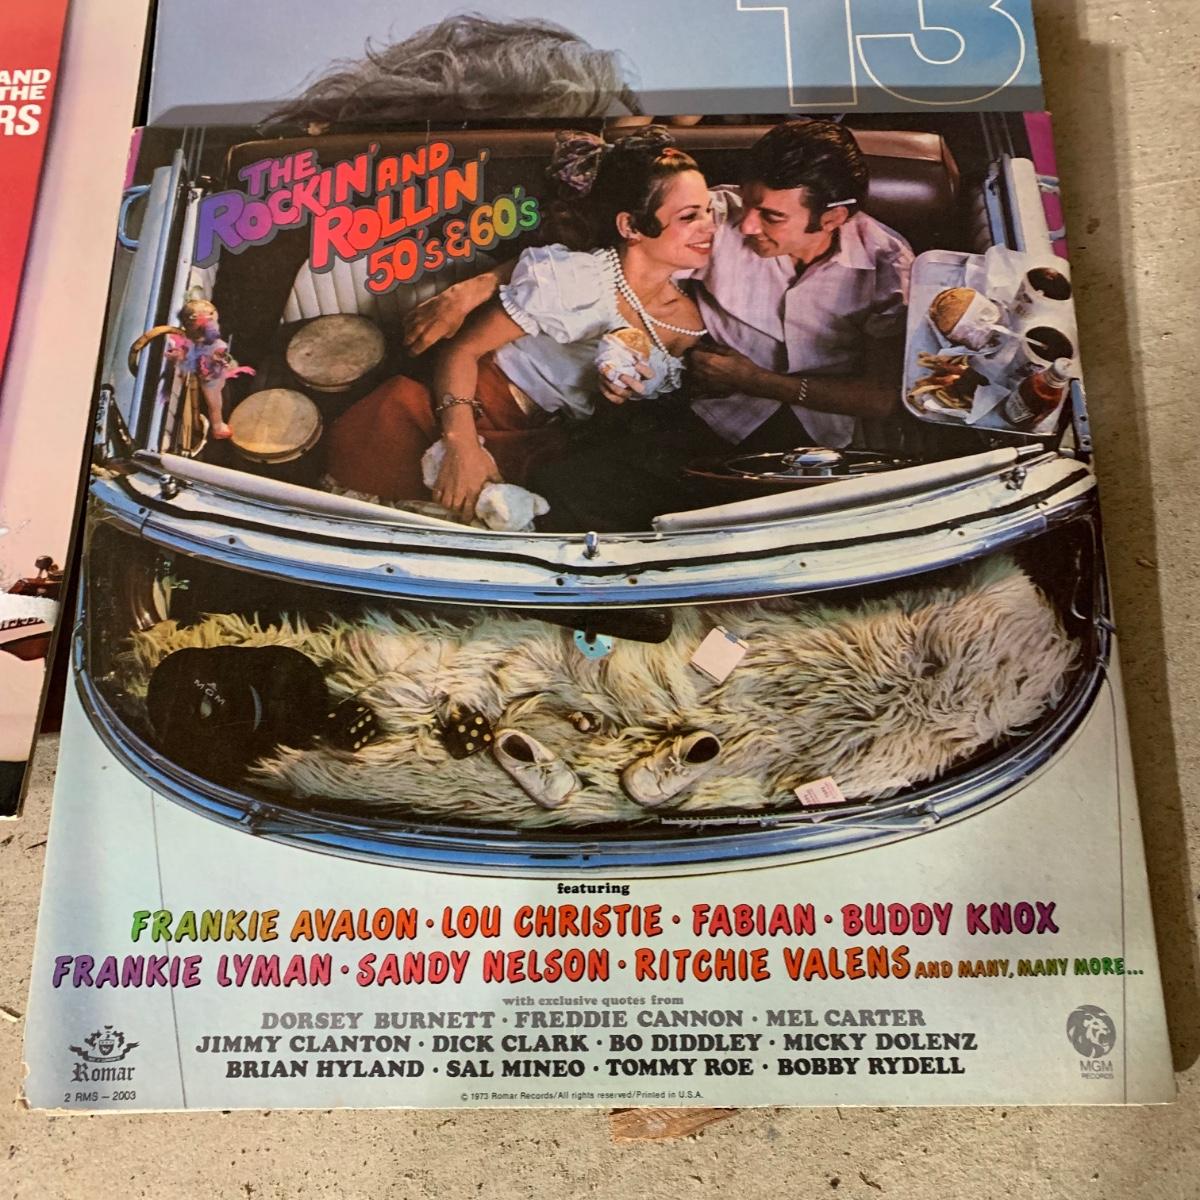 AND
THE
RS
13
THE
ROCKIN' AND
ROLLIN'
50's & 60's
MGM
featuring
FRANKIE AVALON · LOU CHRISTIE · FABIAN · BUDDY KNOX
FRANKIE LYMAN · SANDY NELSON · RITCHIE VALENS AND MANY, MANY MORE...
with exclusive quotes from
DORSEY BURNETT · FREDDIE CANNON · MEL CARTER
JIMMY CLANTON · DICK CLARK · BO DIDDLEY · MICKY DOLENZ
BRIAN HYLAND · SAL MINEO · TOMMY ROE · BOBBY RYDELL
Romar
2 RMS – 2003
© 1973 Romar Records/All rights reserved/Printed in U.S.A.
MGM
RECORDS